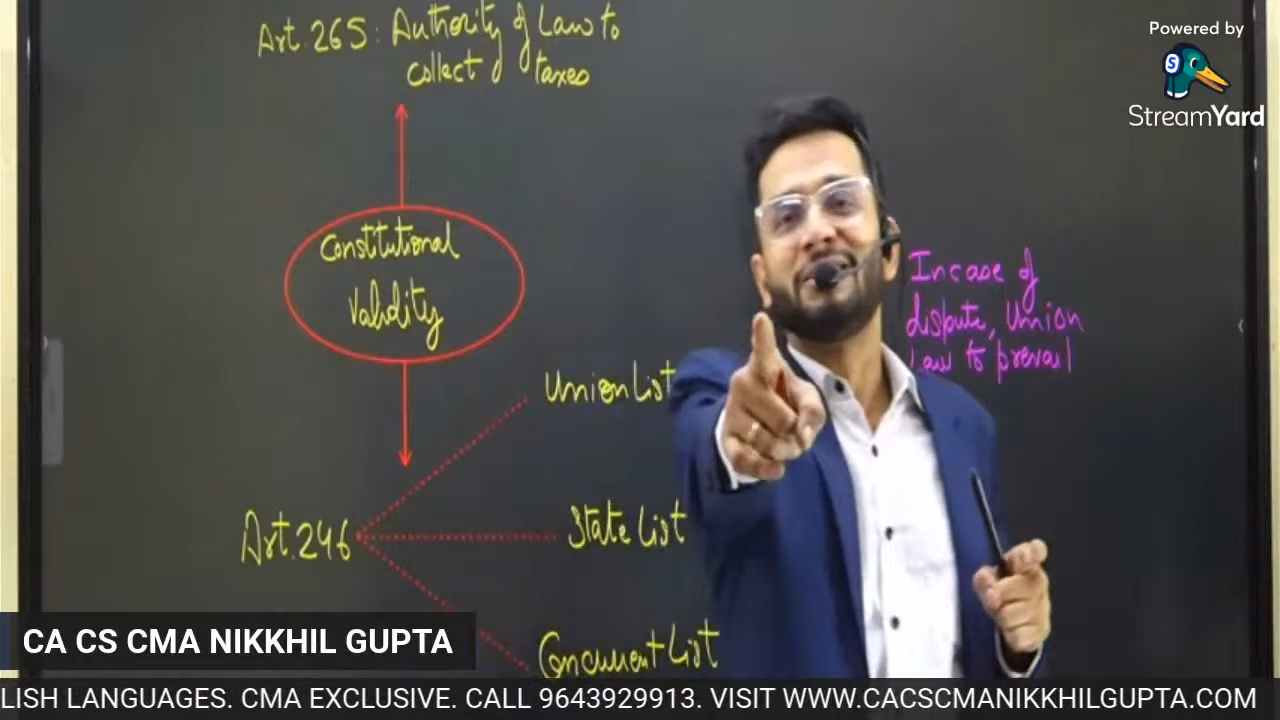 Art. 265: Authority of Law to
collect taxes
Powered by
S
StreamYard
Constitutional
Validity
In case of
dispute, Union
Law to prevail
Union List
State List
Art. 246
Concurrent List
CA CS CMA NIKKHIL GUPTA
LISH LANGUAGES. CMA EXCLUSIVE. CALL 9643929913. VISIT WWW.CACSCMANIKKHILGUPTA.COM